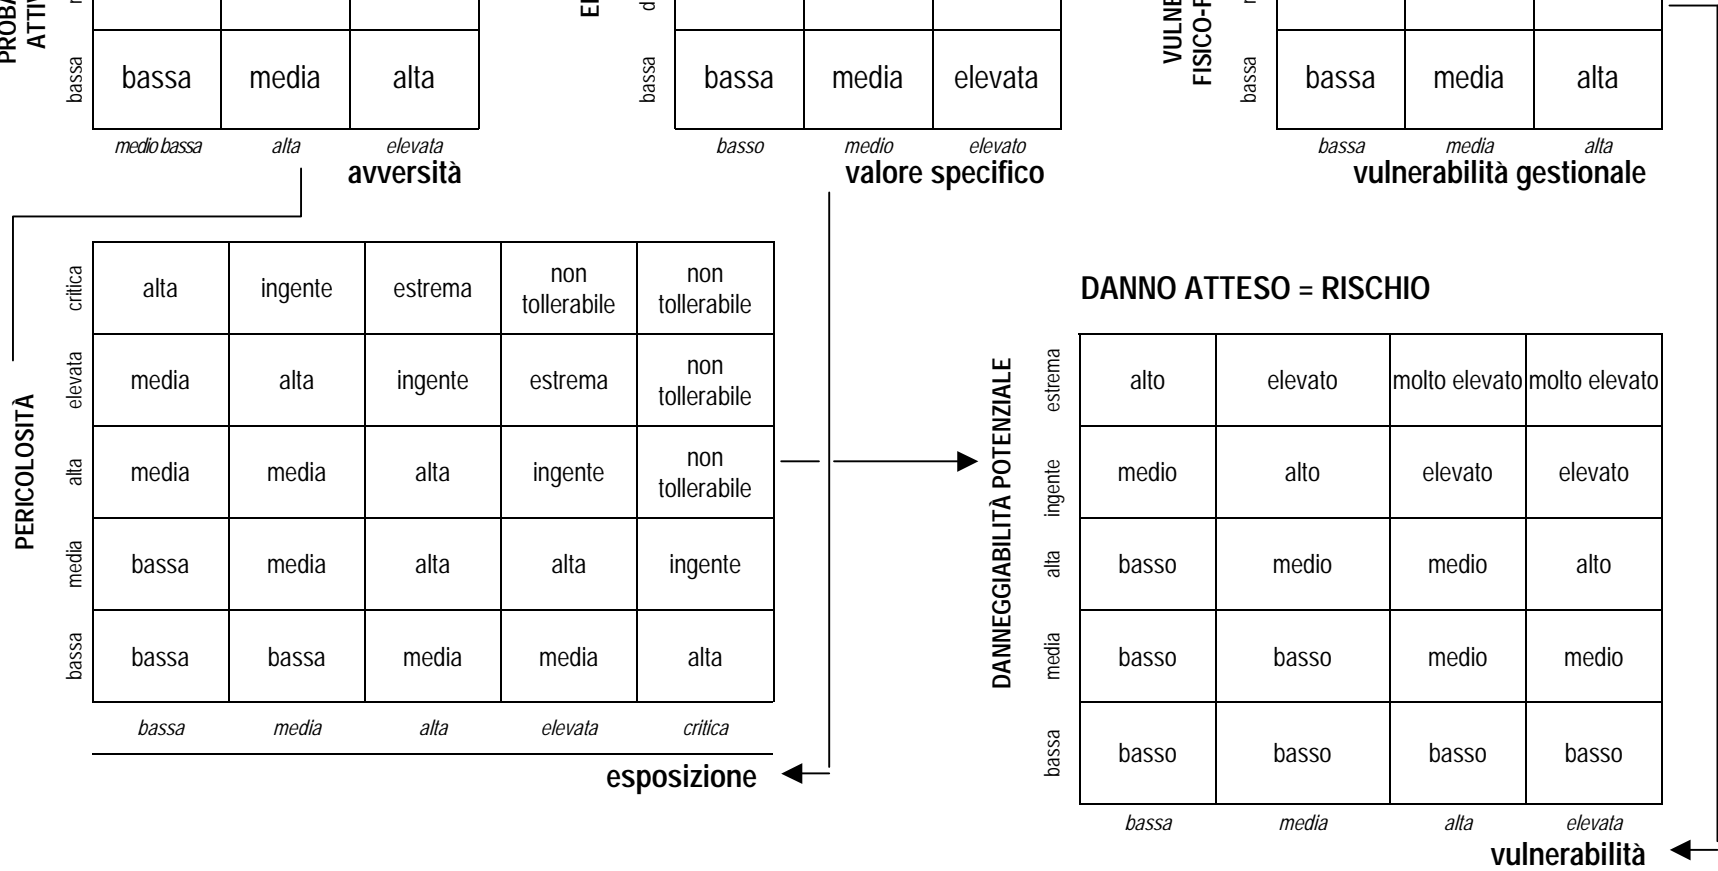 bassa
bassa media alta
medio bassa alta elevata
avversità
bassa
bassa media elevata
basso medio elevato
valore specifico
bassa
bassa media alta
bassa media alta
vulnerabilità gestionale
PERICOLOSITÀ
critica
alta ingente estrema non tollerabile non tollerabile
elevata
media alta ingente estrema non tollerabile
alta
media media alta ingente non tollerabile
media
bassa media alta alta ingente
bassa
bassa bassa media media alta
bassa media alta elevata critica
esposizione
DANNO ATTESO = RISCHIO
DANNEGGIABILITÀ POTENZIALE
estrema
alto elevato molto elevato molto elevato
ingente
medio alto elevato elevato
alta
basso medio medio alto
media
basso basso medio medio
bassa
basso basso basso basso
bassa media alta elevata
vulnerabilità